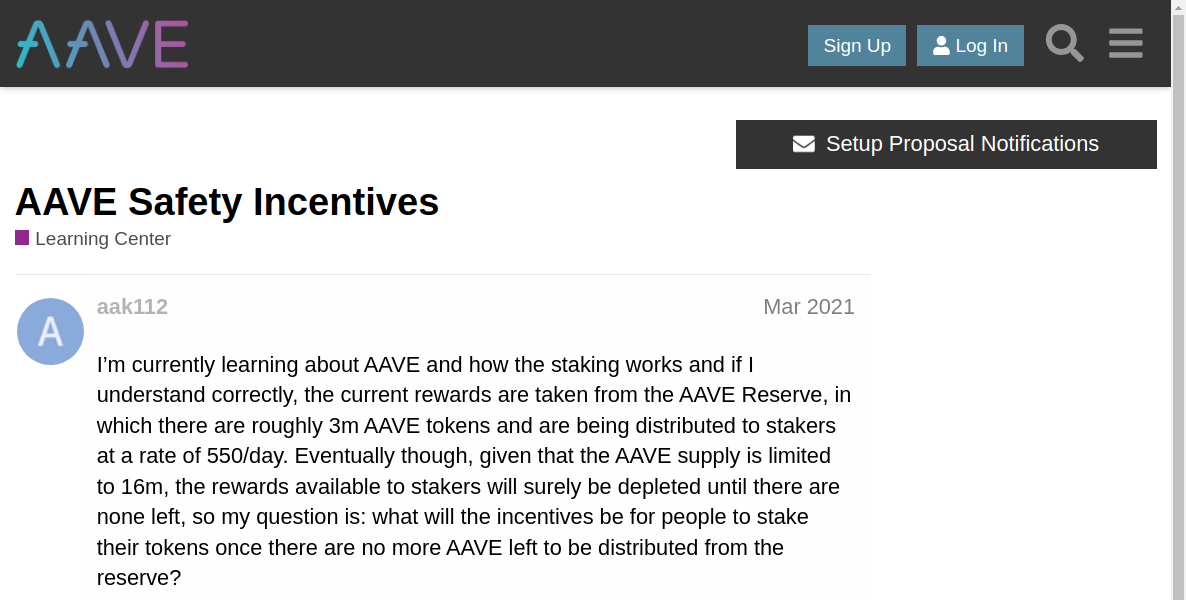 AAVE
Sign Up
Log In
Setup Proposal Notifications
AAVE Safety Incentives
Learning Center
aak112
Mar 2021
A
I’m currently learning about AAVE and how the staking works and if I
understand correctly, the current rewards are taken from the AAVE Reserve, in
which there are roughly 3m AAVE tokens and are being distributed to stakers
at a rate of 550/day. Eventually though, given that the AAVE supply is limited
to 16m, the rewards available to stakers will surely be depleted until there are
none left, so my question is: what will the incentives be for people to stake
their tokens once there are no more AAVE left to be distributed from the
reserve?